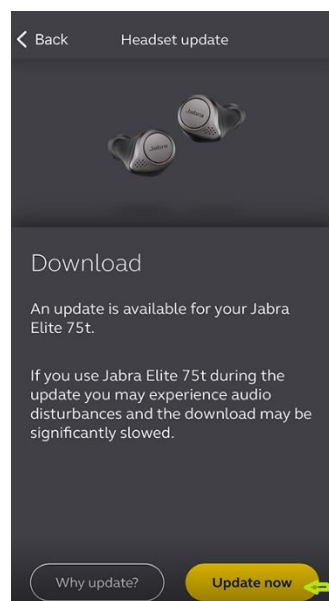 Back
Headset update
Jabra
Jabra
Download
An update is available for your Jabra
Elite 75t.
If you use Jabra Elite 75t during the
update you may experience audio
disturbances and the download may be
significantly slowed.
Why update?
Update now